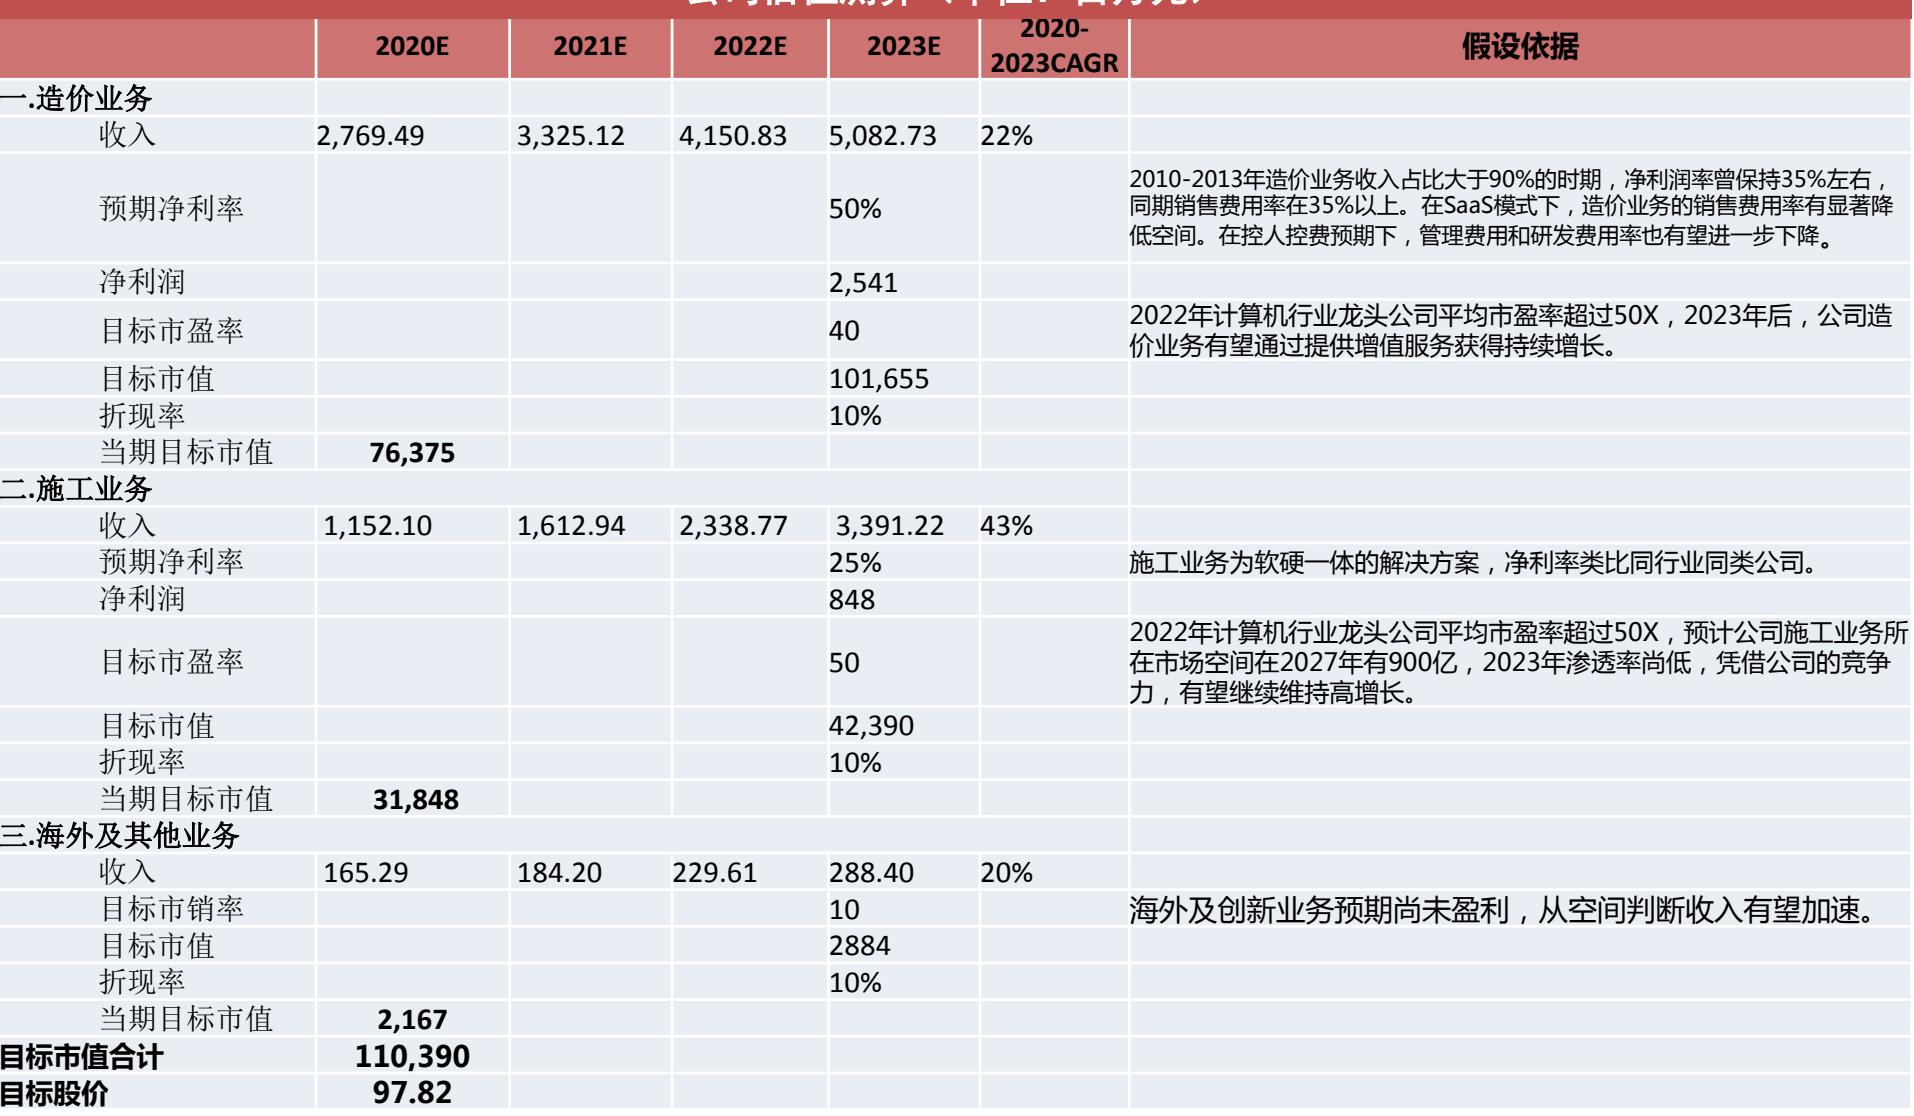 2020E 2021E 2022E 2023E 2020- 假设依据
2023CAGR
一.造价业务
收入 2,769.49 3,325.12 4,150.83 5,082.73 22%
预期净利率 50%
2010-2013年造价业务收入占比大于90%的时期，净利润率曾保持35%左右，
同期销售费用率在35%以上。在SaaS模式下，造价业务的销售费用率有显著降
低空间。在控人控费预期下，管理费用和研发费用率也有望进一步下降。
净利润 2,541
目标市盈率 40
2022年计算机行业龙头公司平均市盈率超过50X，2023年后，公司造
价业务有望通过提供增值服务获得持续增长。
目标市值 101,655
折现率 10%
当期目标市值 76,375
二.施工业务
收入 1,152.10 1,612.94 2,338.77 3,391.22 43%
预期净利率 25% 施工业务为软硬一体的解决方案，净利率类比同行业同类公司。
净利润 848
目标市盈率 50
2022年计算机行业龙头公司平均市盈率超过50X，预计公司施工业务所
在市场空间在2027年有900亿，2023年渗透率尚低，凭借公司的竞争
力，有望继续维持高增长。
目标市值 42,390
折现率 10%
当期目标市值 31,848
三.海外及其他业务
收入 165.29 184.20 229.61 288.40 20%
目标市销率 10 海外及创新业务预期尚未盈利，从空间判断收入有望加速。
目标市值 2884
折现率 10%
当期目标市值 2,167
目标市值合计 110,390
目标股价 97.82